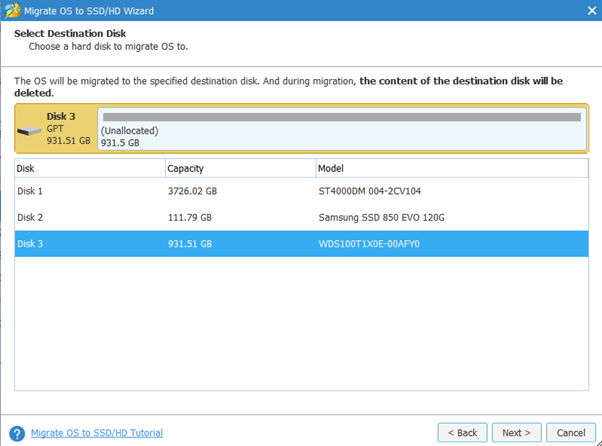 Migrate OS to SSD/HD Wizard
Select Destination Disk
Choose a hard disk to migrate OS to.
The OS will be migrated to the specified destination disk. And during migration, the content of the destination disk will be
deleted.
Disk 3
GPT
931.51 GB
(Unallocated)
931.5 GB
Disk Capacity Model
Disk 1 3726.02 GB ST4000DM 004-2CV104
Disk 2 111.79 GB Samsung SSD 850 EVO 120G
Disk 3 931.51 GB WDS100T1X0E-00AFY0
? Migrate OS to SSD/HD Tutorial
< Back Next > Cancel